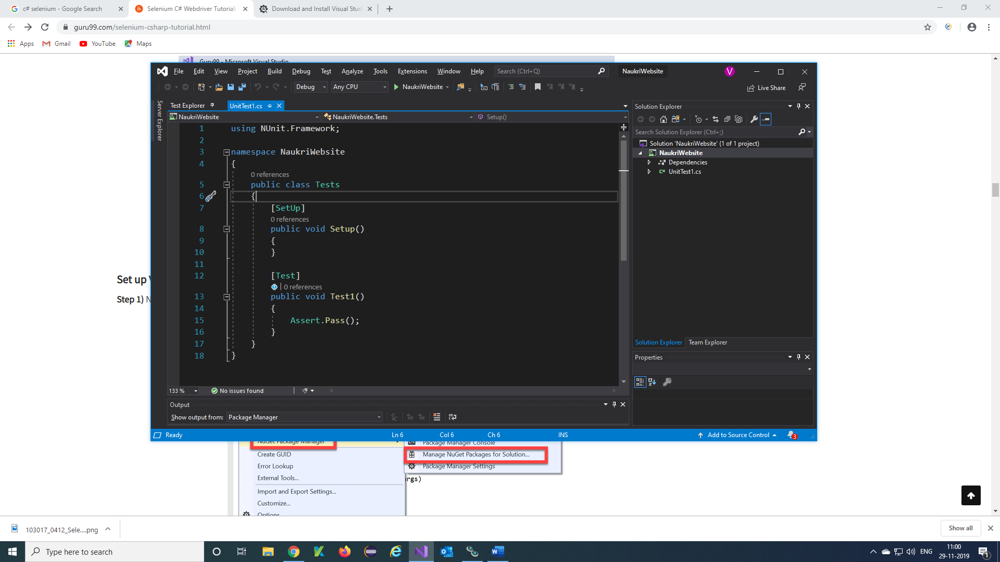 c# selenium - Google Search
Selenium C# Webdriver Tutorial:
Download and Install Visual Stud
guru99.com/selenium-csharp-tutorial.html
Apps
Gmail
YouTube
Maps
Guru99 - Microsoft Visual Studio
File Edit View Project Build Debug Test Analyze Tools Extensions Window Help
Search (Ctrl+Q)
NaukriWebsite
V
Debug
Any CPU
NaukriWebsite
Live Share
Server Explorer
Test Explorer
UnitTest1.cs
NaukriWebsite
NaukriWebsite.Tests
Setup()
1 using NUnit.Framework;
2
3 namespace NaukriWebsite
4 {
0 references
5 public class Tests
6 {
7 [SetUp]
0 references
8 public void Setup()
9 {
10 }
11
12 [Test]
0 references
13 public void Test1()
14 {
15 Assert.Pass();
16 }
17 }
18 }
133 %
No issues found
Output
Show output from: Package Manager
Solution Explorer
Search Solution Explorer (Ctrl+;)
Solution 'NaukriWebsite' (1 of 1 project)
NaukriWebsite
Dependencies
C# UnitTest1.cs
Solution Explorer
Team Explorer
Properties
Ready
Ln 6
Col 6
Ch 6
INS
Add to Source Control
3
Set up
Step 1) N
NuGet Package Manager
Package Manager Console
Create GUID
Manage NuGet Packages for Solution...
Error Lookup
Package Manager Settings
External Tools...
rgs)
Import and Export Settings...
Customize...
Options
103017_0412_Sele....png
Show all
Type here to search
ENG
11:00
29-11-2019
1